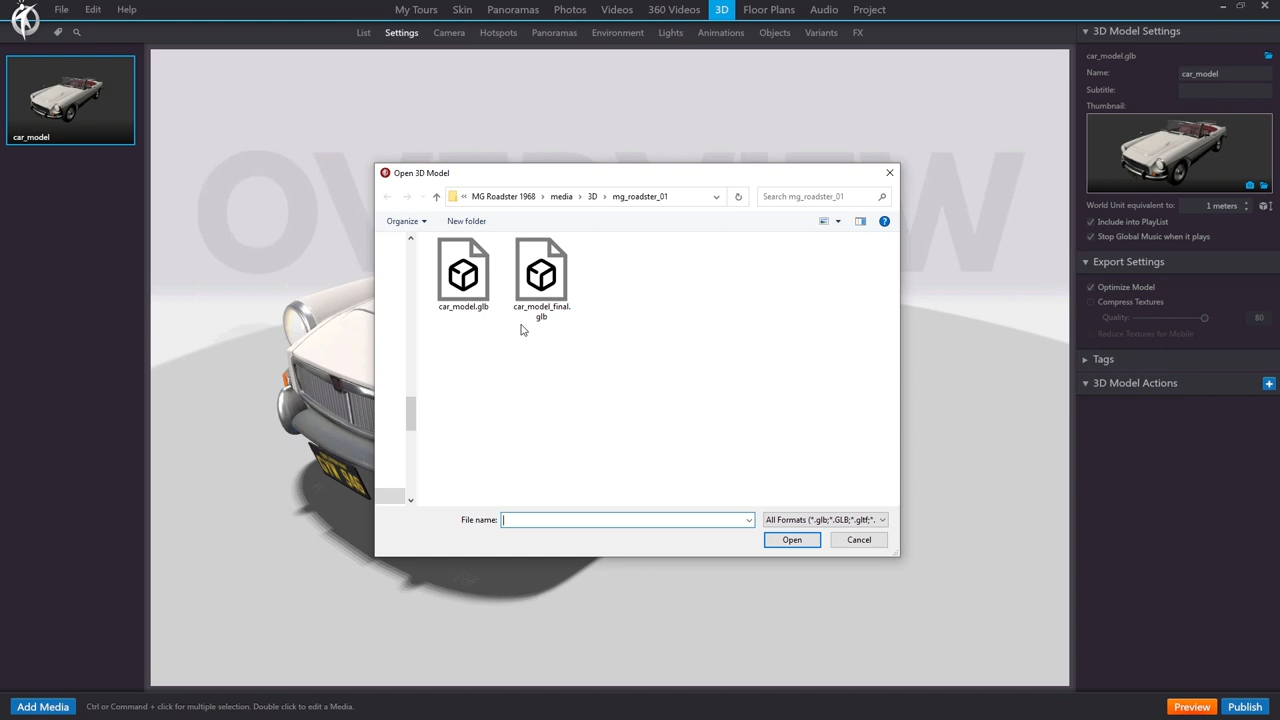 File Edit Help
My Tours Skin Panoramas Photos Videos 360 Videos 3D Floor Plans Audio Project
List Settings Camera Hotspots Panoramas Environment Lights Animations Objects Variants FX
car_model
OVERVIEW
Open 3D Model
« MG Roadster 1968 › media › 3D › mg_roadster_01
Search mg_roadster_01
Organize New folder
car_model.glb
car_model_final.
glb
File name:
All Formats (*.glb;*.GLB;*.gltf;*.
Open Cancel
3D Model Settings
car_model.glb
Name: car_model
Subtitle:
Thumbnail:
World Unit equivalent to: 1 meters
Include into PlayList
Stop Global Music when it plays
Export Settings
Optimize Model
Compress Textures
Quality: 80
Reduce Textures for Mobile
Tags
3D Model Actions
Add Media
Ctrl or Command + click for multiple selection. Double click to edit a Media.
Preview Publish